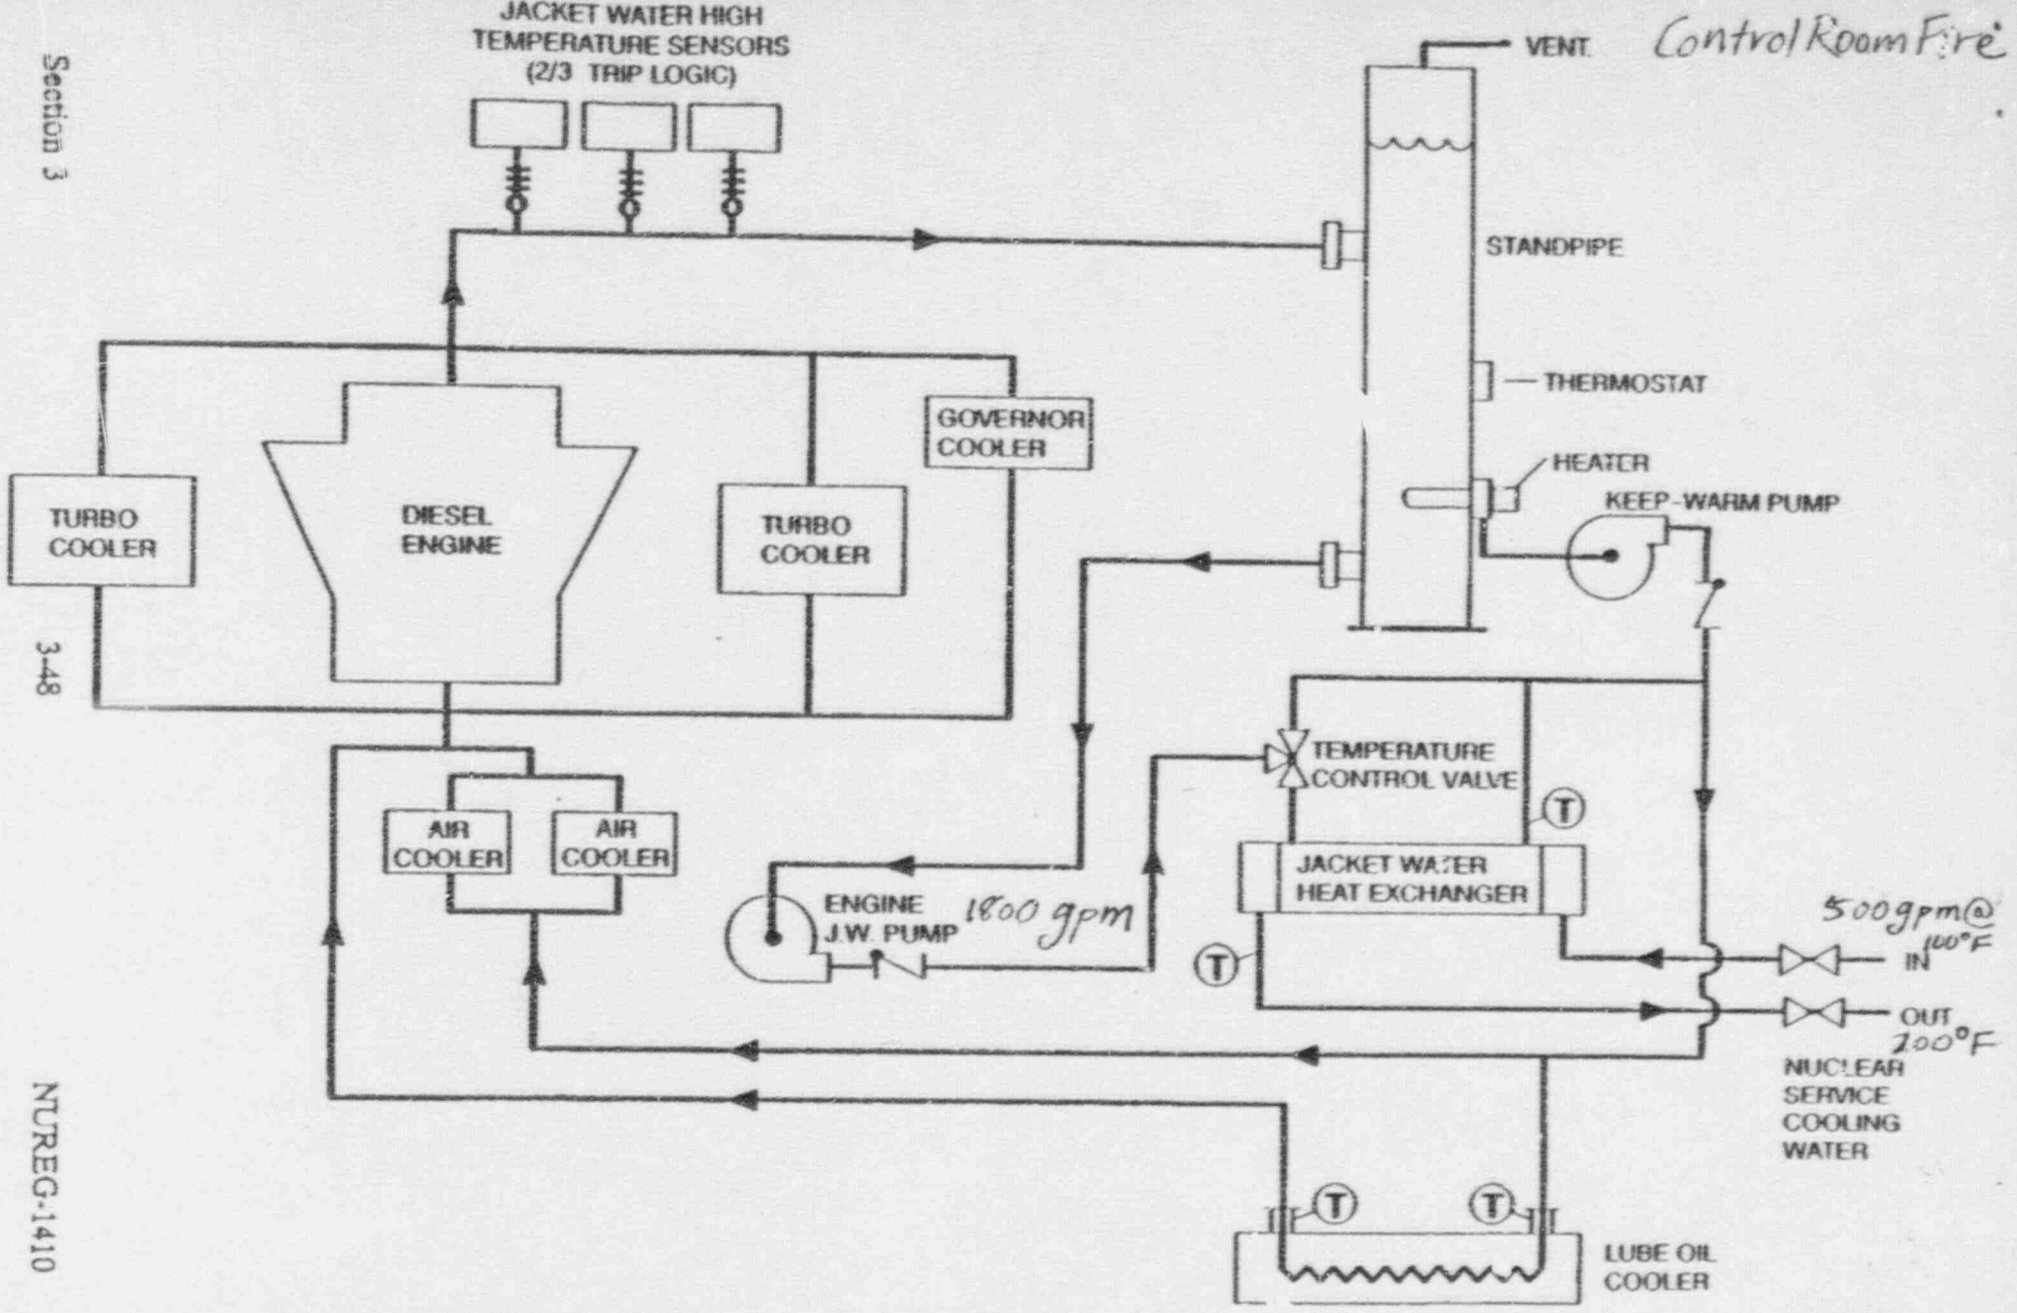 JACKET WATER HIGH
TEMPERATURE SENSORS
(2/3 TRIP LOGIC)
VENT.
Control Room Fire
Section 3
STANDPIPE
THERMOSTAT
GOVERNOR
COOLER
HEATER
KEEP-WARM PUMP
TURBO
COOLER
DIESEL
ENGINE
TURBO
COOLER
3-48
TEMPERATURE
CONTROL VALVE
T
AIR
COOLER
AIR
COOLER
JACKET WATER
HEAT EXCHANGER
ENGINE
J.W. PUMP
1800 gpm
500gpm@
100°F
IN
T
OUT
200°F
NUCLEAR
SERVICE
COOLING
WATER
NUREG-1410
T
T
LUBE OIL
COOLER